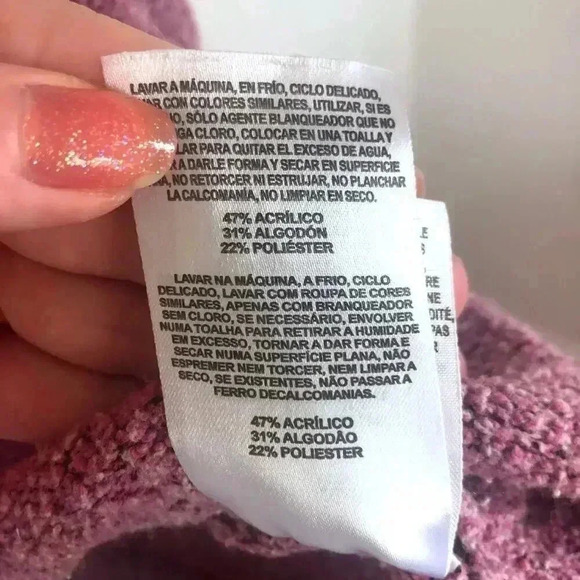 LAVAR A MÁQUINA, EN FRÍO, CICLO DELICADO,
CON COLORES SIMILARES, UTILIZAR, SI ES
SÓLO AGENTE BLANQUEADOR QUE NO
CLORO, COLOCAR EN UNA TOALLA Y
PARA QUITAR EL EXCESO DE AGUA,
A DARLE FORMA Y SECAR EN SUPERFICIE
NO RETORCER NI ESTRUJAR, NO PLANCHAR
LA CALCOMANÍA, NO LIMPIAR EN SECO.
47% ACRÍLICO
31% ALGODÓN
22% POLIÉSTER
LAVAR NA MÁQUINA, A FRIO, CICLO
DELICADO, LAVAR COM ROUPA DE CORES
SIMILARES, APENAS COM BRANQUEADOR
SEM CLORO, SE NECESSÁRIO, ENVOLVER
NUMA TOALHA PARA RETIRAR A HUMIDADE
EM EXCESSO, TORNAR A DAR FORMA E
SECAR NUMA SUPERFÍCIE PLANA, NÃO
ESPREMER NEM TORCER, NEM LIMPAR A
SECO, SE EXISTENTES, NÃO PASSAR A
FERRO DECALCOMANIAS.
47% ACRÍLICO
31% ALGODÃO
22% POLIESTER